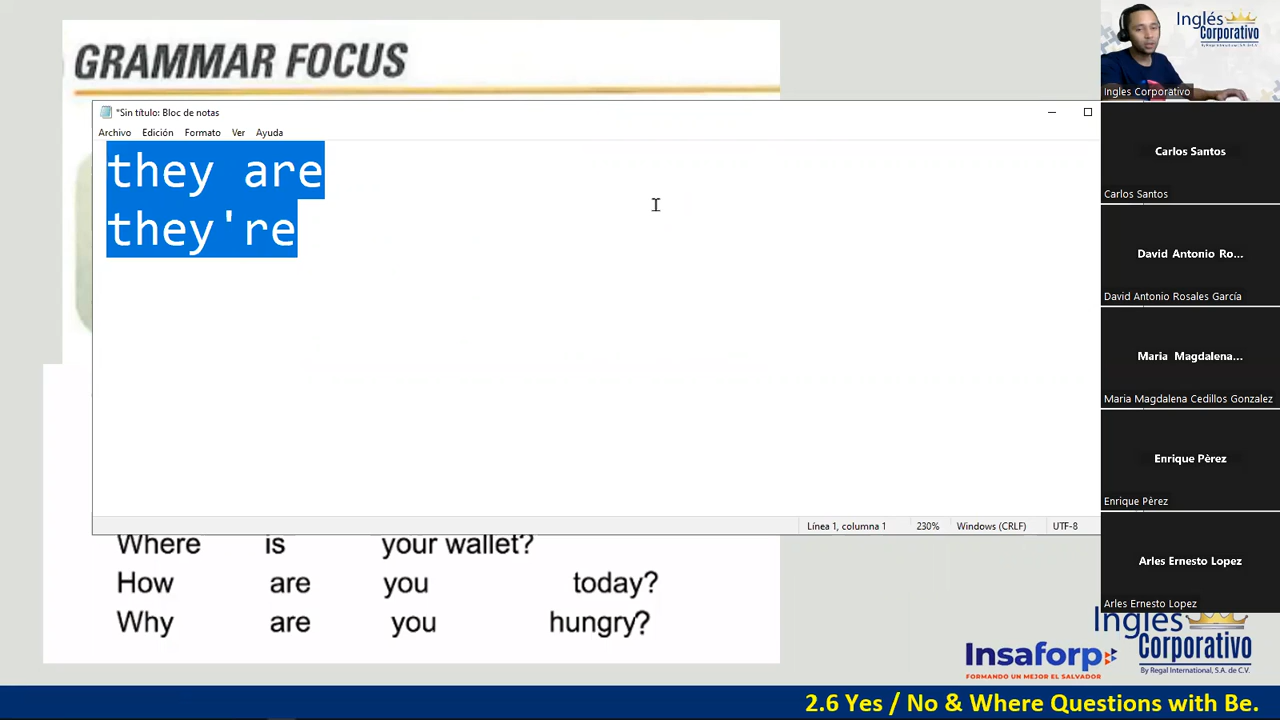 GRAMMAR FOCUS
*Sin título: Bloc de notas
Archivo Edición Formato Ver Ayuda
they are
they're
Línea 1, columna 1 230% Windows (CRLF) UTF-8
Where is your wallet?
How are you today?
Why are you hungry?
Inglés
Corporativo
By Regal International, S.A. de C.V.
Ingles Corporativo
Carlos Santos
Carlos Santos
David Antonio Ro...
David Antonio Rosales García
Maria Magdalena...
Maria Magdalena Cedillos Gonzalez
Enrique Pèrez
Enrique Pèrez
Arles Ernesto Lopez
Arles Ernesto Lopez
Insaforp
FORMANDO UN MEJOR EL SALVADOR
Inglés
Corporativo
By Regal International, S.A. de C.V.
2.6 Yes / No & Where Questions with Be.